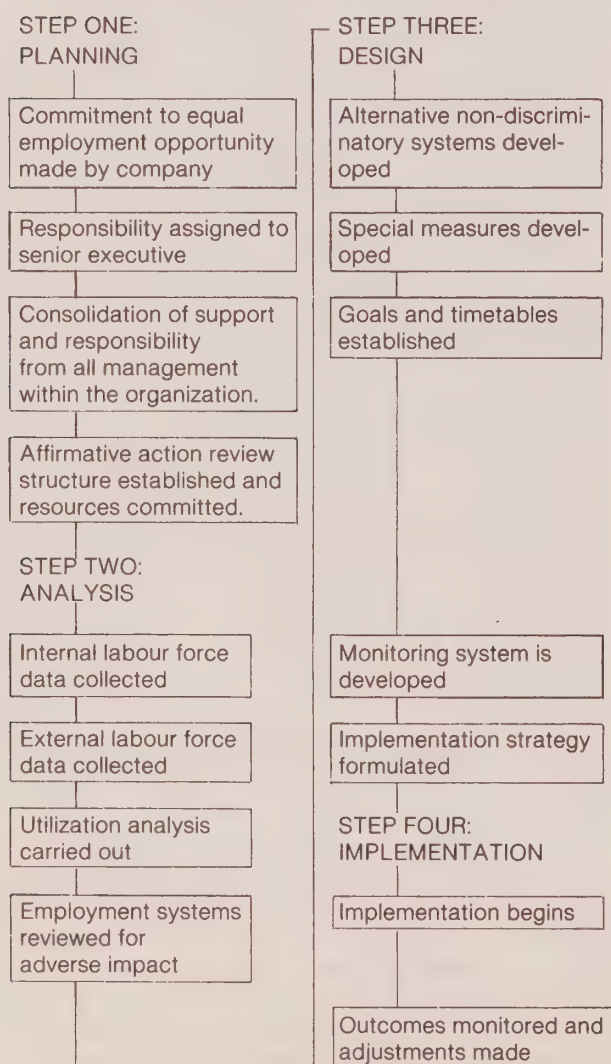 STEP ONE:
PLANNING
Commitment to equal
employment opportunity
made by company
Responsibility assigned to
senior executive
Consolidation of support
and responsibility
from all management
within the organization.
Affirmative action review
structure established and
resources committed.
STEP TWO:
ANALYSIS
Internal labour force
data collected
External labour force
data collected
Utilization analysis
carried out
Employment systems
reviewed for
adverse impact
STEP THREE:
DESIGN
Alternative non-discrimi-
natory systems devel-
oped
Special measures devel-
oped
Goals and timetables
established
Monitoring system is
developed
Implementation strategy
formulated
STEP FOUR:
IMPLEMENTATION
Implementation begins
Outcomes monitored and
adjustments made